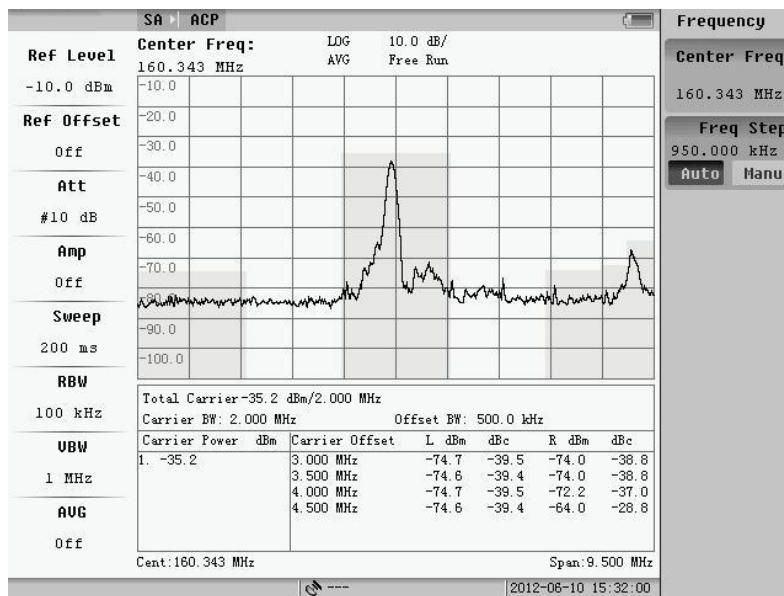 SA ACP
Ref Level
-10.0 dBm
Ref Offset
Off
Att
#10 dB
Amp
Off
Sweep
200 ms
RBW
100 kHz
VBW
1 MHz
AVG
Off
Center Freq: LOG 10.0 dB/
160.343 MHz AVG Free Run
-10.0
-20.0
-30.0
-40.0
-50.0
-60.0
-70.0
-80.0
-90.0
-100.0
Total Carrier-35.2 dBm/2.000 MHz
Carrier BW: 2.000 MHz Offset BW: 500.0 kHz
Carrier Power dBm Carrier Offset L dBm dBc R dBm dBc
1. -35.2 3.000 MHz -74.7 -39.5 -74.0 -38.8
3.500 MHz -74.6 -39.4 -74.0 -38.8
4.000 MHz -74.7 -39.5 -72.2 -37.0
4.500 MHz -74.6 -39.4 -64.0 -28.8
Cent:160.343 MHz Span:9.500 MHz
---
2012-06-10 15:32:00
Frequency
Center Freq
160.343 MHz
Freq Step
950.000 kHz
Auto Manu